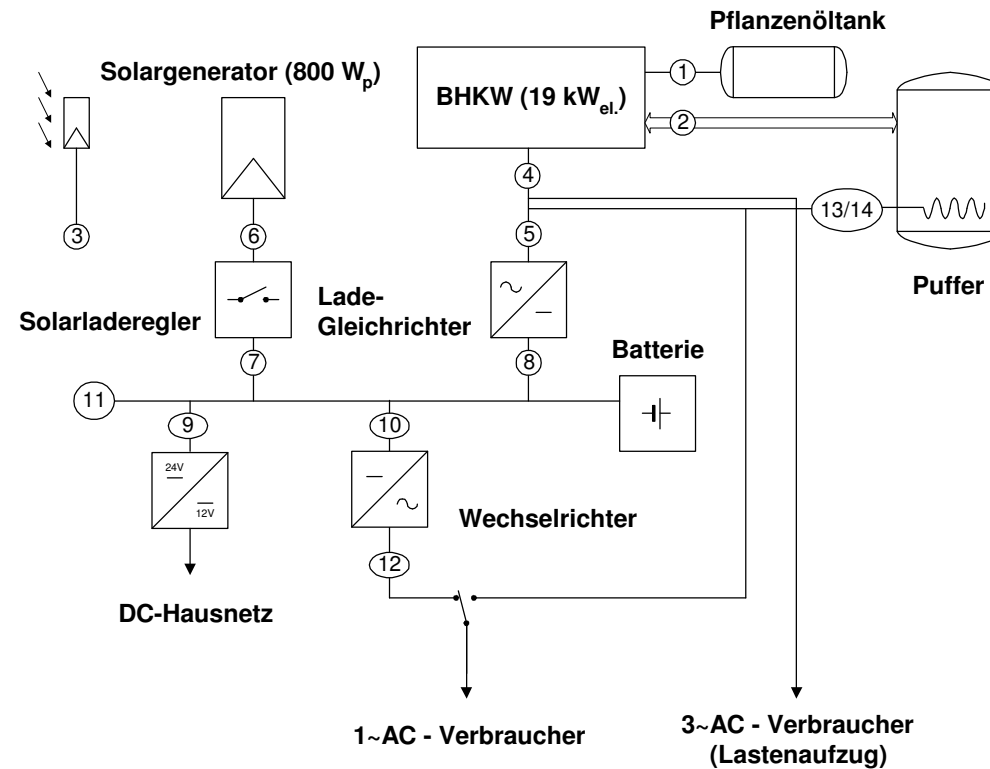 Pflanzenöltank
Solargenerator (800 Wp)
BHKW (19 kWel.)
1
2
3
4
13/14
6
5
Puffer
Solarladeregler
Lade-
Gleichrichter
7
8
Batterie
11
9
10
24V
12V
Wechselrichter
12
DC-Hausnetz
1~AC - Verbraucher
3~AC - Verbraucher
(Lastenaufzug)